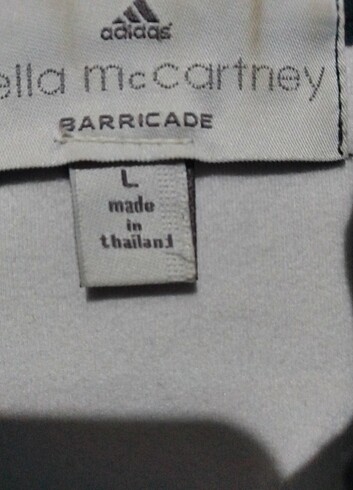 adidas
ella mccartney
BARRICADE
L
made
in
thailand